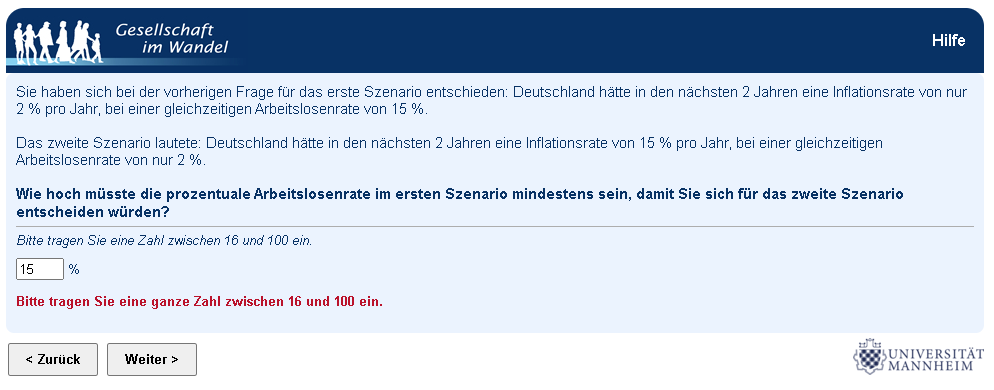 Gesellschaft
im Wandel
Hilfe
Sie haben sich bei der vorherigen Frage für das erste Szenario entschieden: Deutschland hätte in den nächsten 2 Jahren eine Inflationsrate von nur
2 % pro Jahr, bei einer gleichzeitigen Arbeitslosenrate von 15 %.
Das zweite Szenario lautete: Deutschland hätte in den nächsten 2 Jahren eine Inflationsrate von 15 % pro Jahr, bei einer gleichzeitigen
Arbeitslosenrate von nur 2 %.
Wie hoch müsste die prozentuale Arbeitslosenrate im ersten Szenario mindestens sein, damit Sie sich für das zweite Szenario
entscheiden würden?
Bitte tragen Sie eine Zahl zwischen 16 und 100 ein.
15 %
Bitte tragen Sie eine ganze Zahl zwischen 16 und 100 ein.
< Zurück Weiter >
UNIVERSITÄT
MANNHEIM